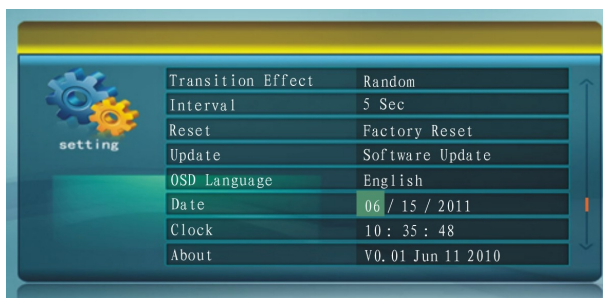 Transition Effect Random
Interval 5 Sec
Reset Factory Reset
setting
Update Software Update
OSD Language English
Date 06 / 15 / 2011
Clock 10 : 35 : 48
About V0.01 Jun 11 2010